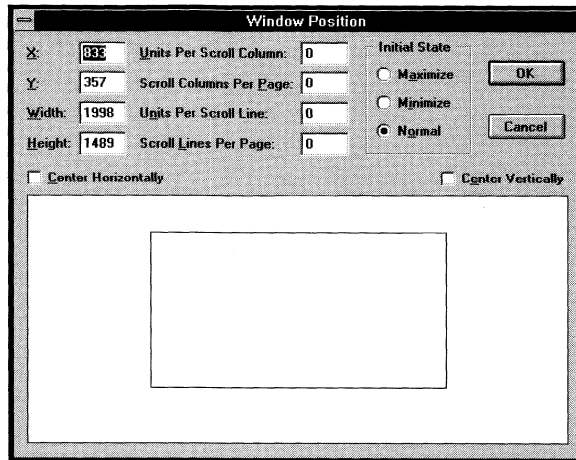 Window Position
X: 833 Units Per Scroll Column: 0
Y: 357 Scroll Columns Per Page: 0
Width: 1998 Units Per Scroll Line: 0
Height: 1489 Scroll Lines Per Page: 0
Initial State
Maximize
Minimize
Normal
OK
Cancel
Center Horizontally
Center Vertically